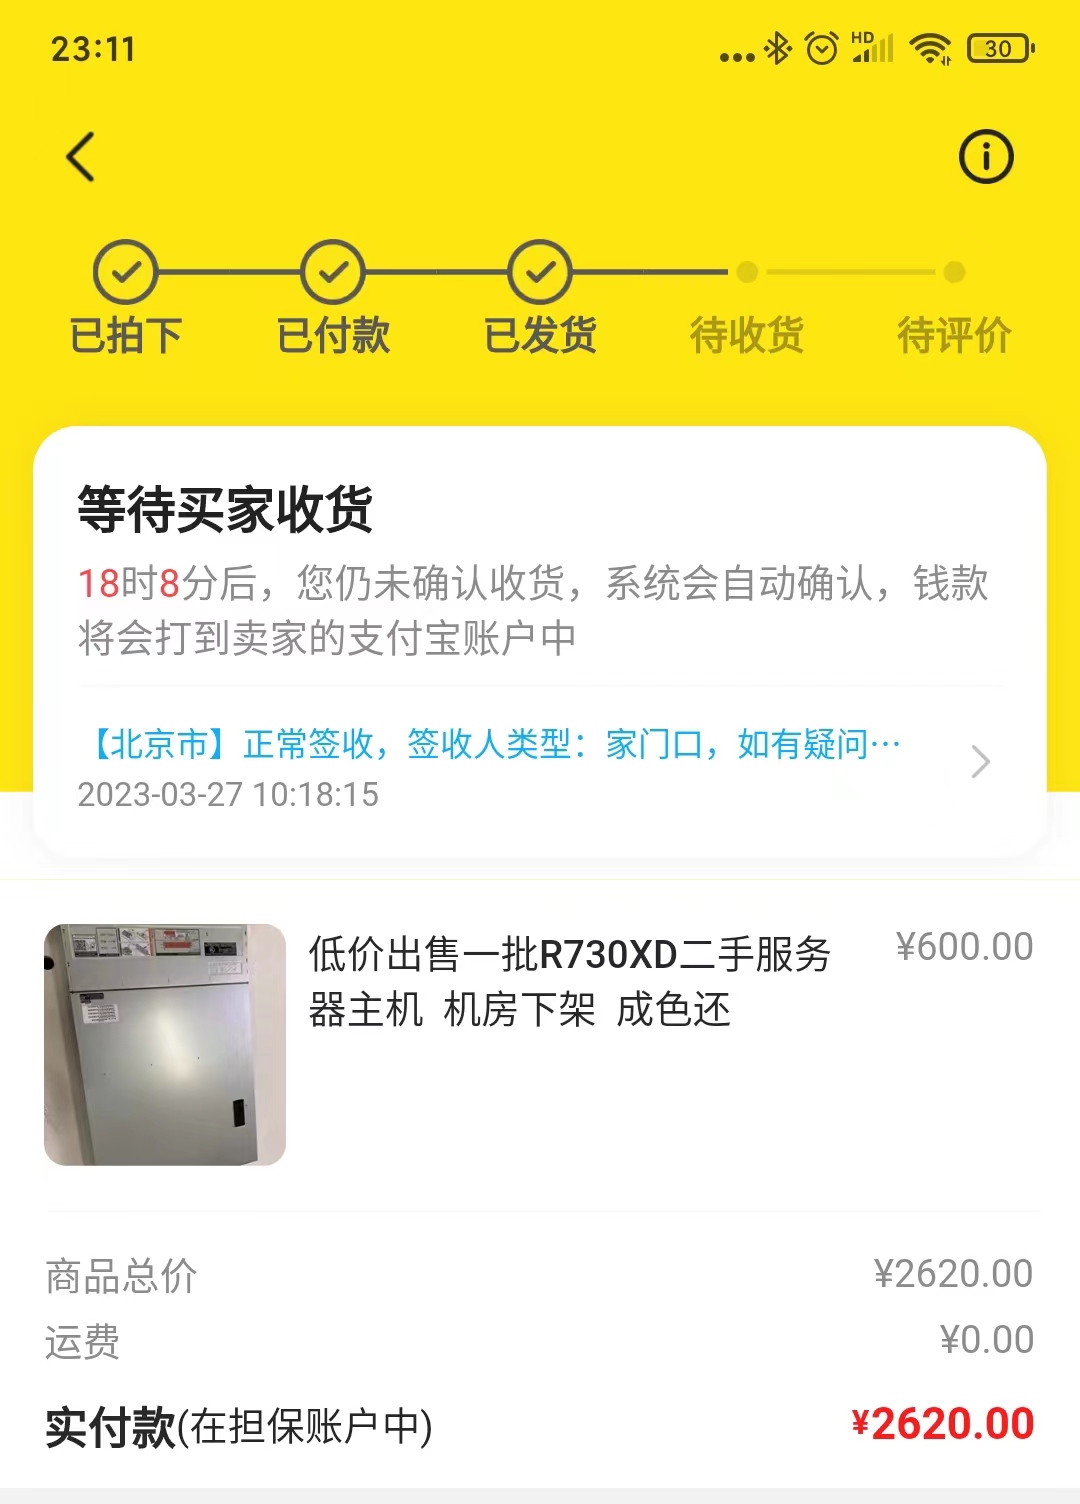 23:11
HD
30
已拍下
已付款
已发货
待收货
待评价
等待买家收货
18时8分后，您仍未确认收货，系统会自动确认，钱款
将会打到卖家的支付宝账户中
【北京市】正常签收，签收人类型：家门口，如有疑问…
2023-03-27 10:18:15
低价出售一批R730XD二手服务
¥600.00
器主机 机房下架 成色还
商品总价
¥2620.00
运费
¥0.00
实付款(在担保账户中)
¥2620.00